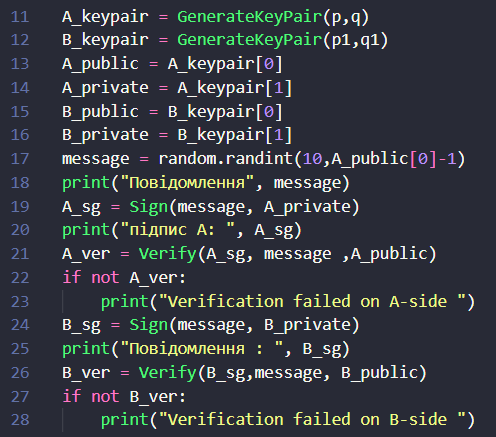 11 A_keypair = GenerateKeyPair(p,q)
12 B_keypair = GenerateKeyPair(p1,q1)
13 A_public = A_keypair[0]
14 A_private = A_keypair[1]
15 B_public = B_keypair[0]
16 B_private = B_keypair[1]
17 message = random.randint(10,A_public[0]-1)
18 print("Повідомлення", message)
19 A_sg = Sign(message, A_private)
20 print("підпис А: ", A_sg)
21 A_ver = Verify(A_sg, message ,A_public)
22 if not A_ver:
23     print("Verification failed on A-side ")
24 B_sg = Sign(message, B_private)
25 print("Повідомлення : ", B_sg)
26 B_ver = Verify(B_sg,message, B_public)
27 if not B_ver:
28     print("Verification failed on B-side ")